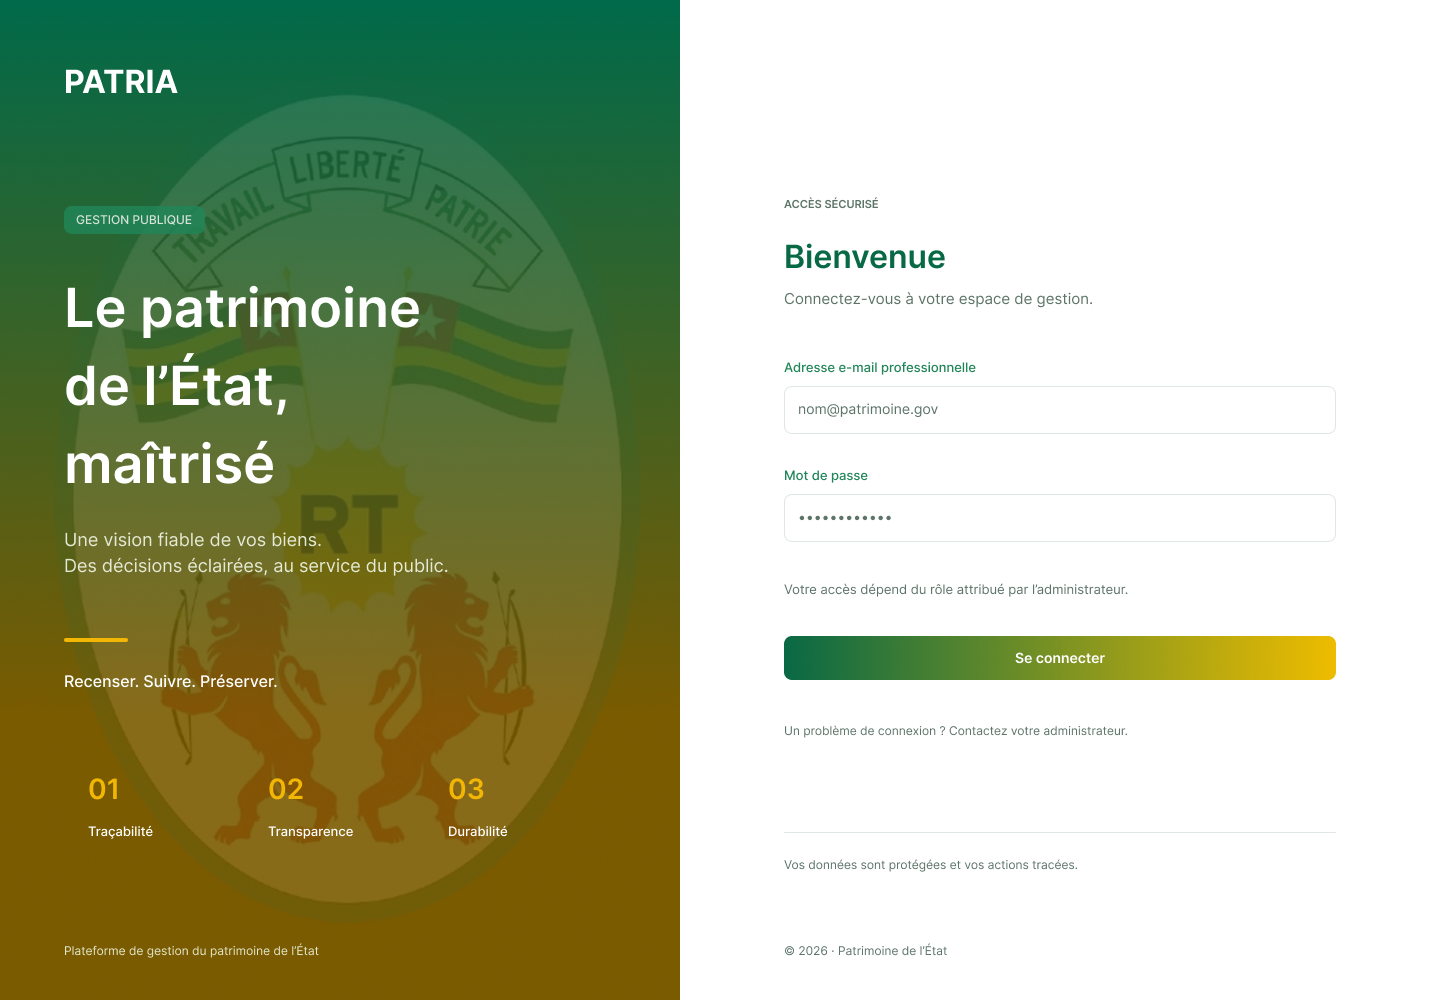 PATRIA
TRAVAIL LIBERTÉ PATRIE
GESTION PUBLIQUE
Le patrimoine
de l’État,
maîtrisé
RT
Une vision fiable de vos biens.
Des décisions éclairées, au service du public.
Recenser. Suivre. Préserver.
01 02 03
Traçabilité Transparence Durabilité
Plateforme de gestion du patrimoine de l’État
ACCÈS SÉCURISÉ
Bienvenue
Connectez-vous à votre espace de gestion.
Adresse e-mail professionnelle
nom@patrimoine.gov
Mot de passe
••••••••••••
Votre accès dépend du rôle attribué par l’administrateur.
Se connecter
Un problème de connexion ? Contactez votre administrateur.
Vos données sont protégées et vos actions tracées.
© 2026 · Patrimoine de l’État